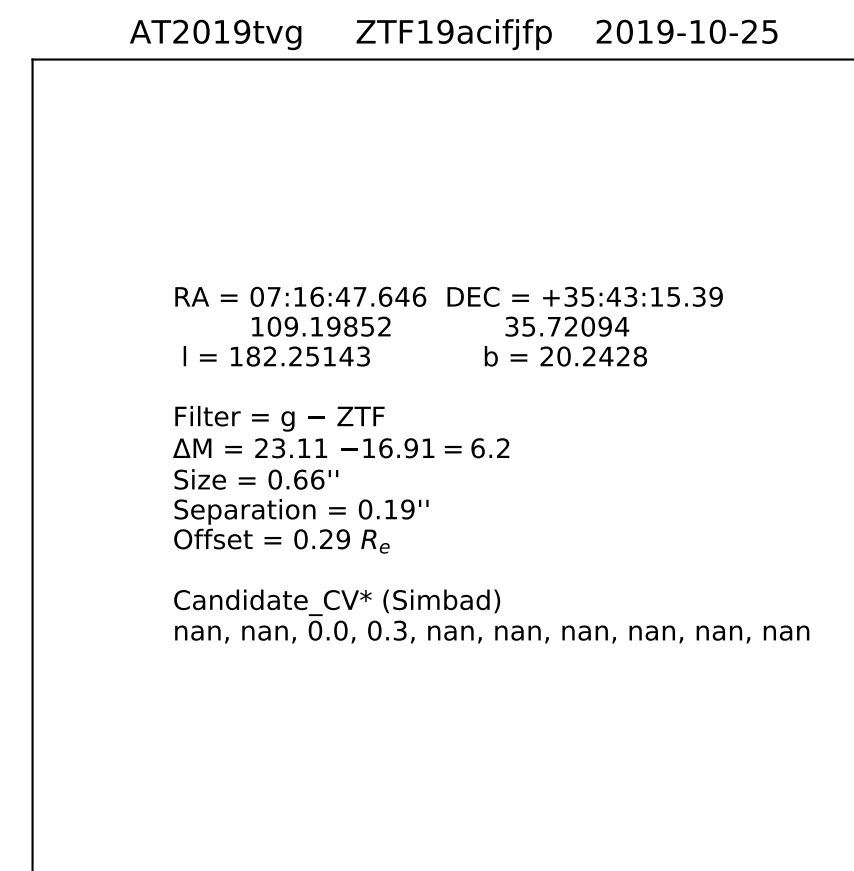 AT2019tvg ZTF19acifjfp 2019-10-25
RA = 07:16:47.646 DEC = +35:43:15.39
109.19852 35.72094
l = 182.25143 b = 20.2428
Filter = g − ZTF
ΔM = 23.11 −16.91 = 6.2
Size = 0.66''
Separation = 0.19''
Offset = 0.29 Re
Candidate_CV* (Simbad)
nan, nan, 0.0, 0.3, nan, nan, nan, nan, nan, nan